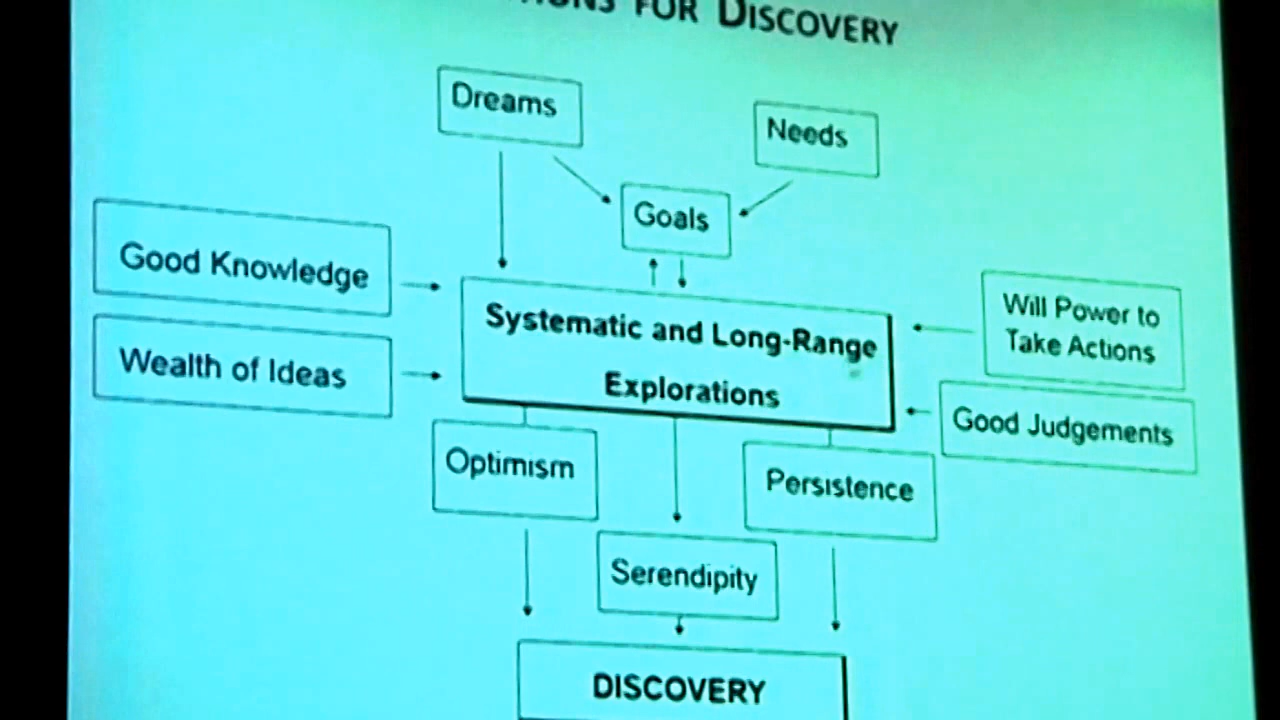 FOR DISCOVERY
Dreams
Needs
Goals
Good Knowledge
Wealth of Ideas
Systematic and Long-Range
Explorations
Will Power to
Take Actions
Good Judgements
Optimism
Persistence
Serendipity
DISCOVERY